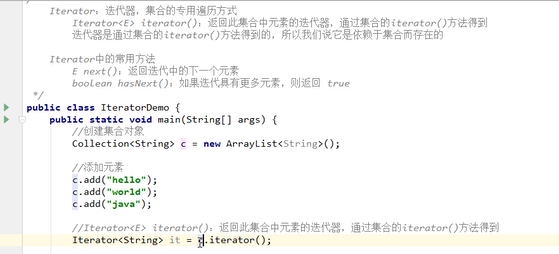 Iterator：迭代器，集合的专用遍历方式
Iterator<E> iterator()：返回此集合中元素的迭代器，通过集合的iterator()方法得到
迭代器是通过集合的iterator()方法得到的，所以我们说它是依赖于集合而存在的
Iterator中的常用方法
E next()：返回迭代中的下一个元素
boolean hasNext()：如果迭代具有更多元素，则返回 true
*/
public class IteratorDemo {
public static void main(String[] args) {
//创建集合对象
Collection<String> c = new ArrayList<String>();
//添加元素
c.add("hello");
c.add("world");
c.add("java");
//Iterator<E> iterator()：返回此集合中元素的迭代器，通过集合的iterator()方法得到
Iterator<String> it = c.iterator();